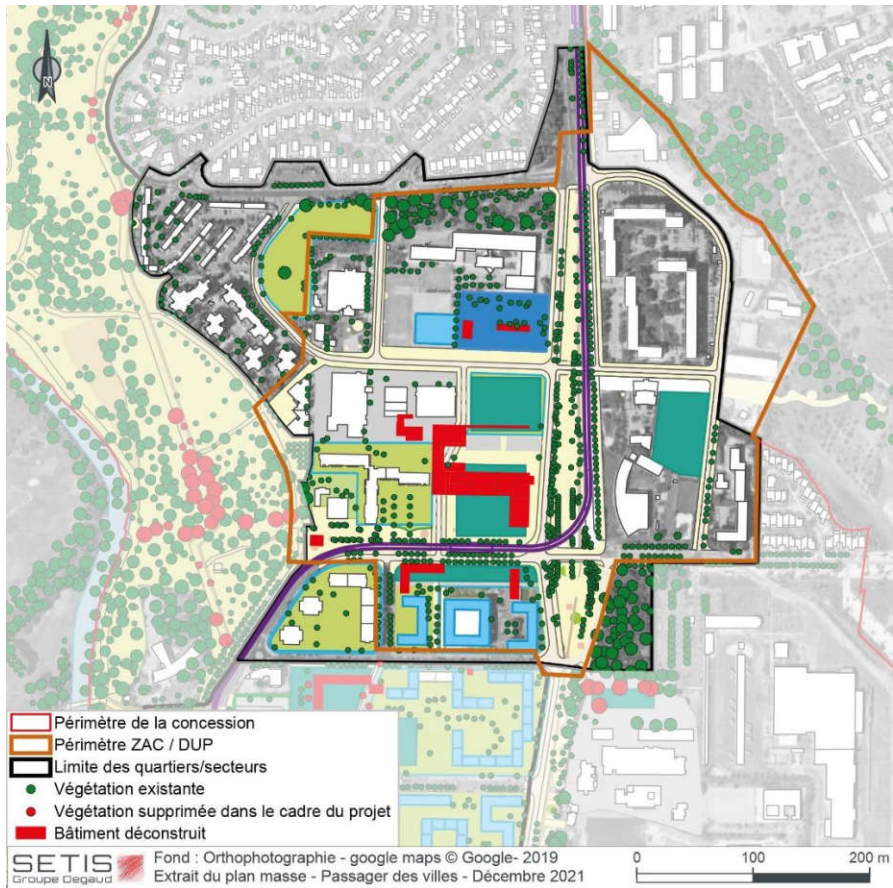 N
Périmètre de la concession
Périmètre ZAC / DUP
Limite des quartiers/secteurs
Végétation existante
Végétation supprimée dans le cadre du projet
Bâtiment déconstruit
SETIS
Groupe Degaud
Fond : Orthophotographie - google maps © Google- 2019
Extrait du plan masse - Passager des villes - Décembre 2021
0 100 200 m